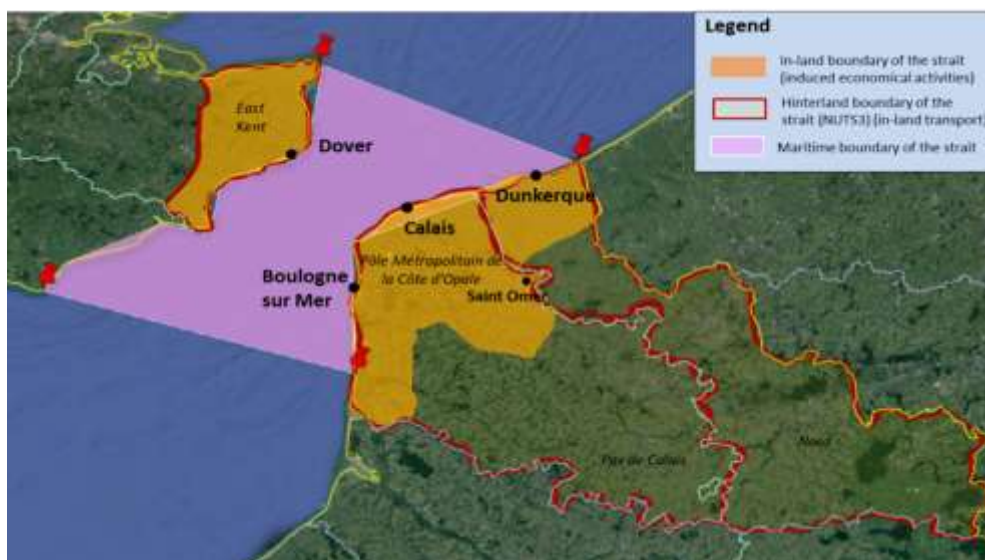 Legend
In-land boundary of the strait
(induced economical activities)
Hinterland boundary of the
strait (NUTS3) (in-land transport)
Maritime boundary of the strait
East
Kent
Dover
Dunkerque
Calais
Pôle Métropolitain de
la Côte d'Opale
Boulogne
sur Mer
Saint Omer
Pas de Calais
Nord